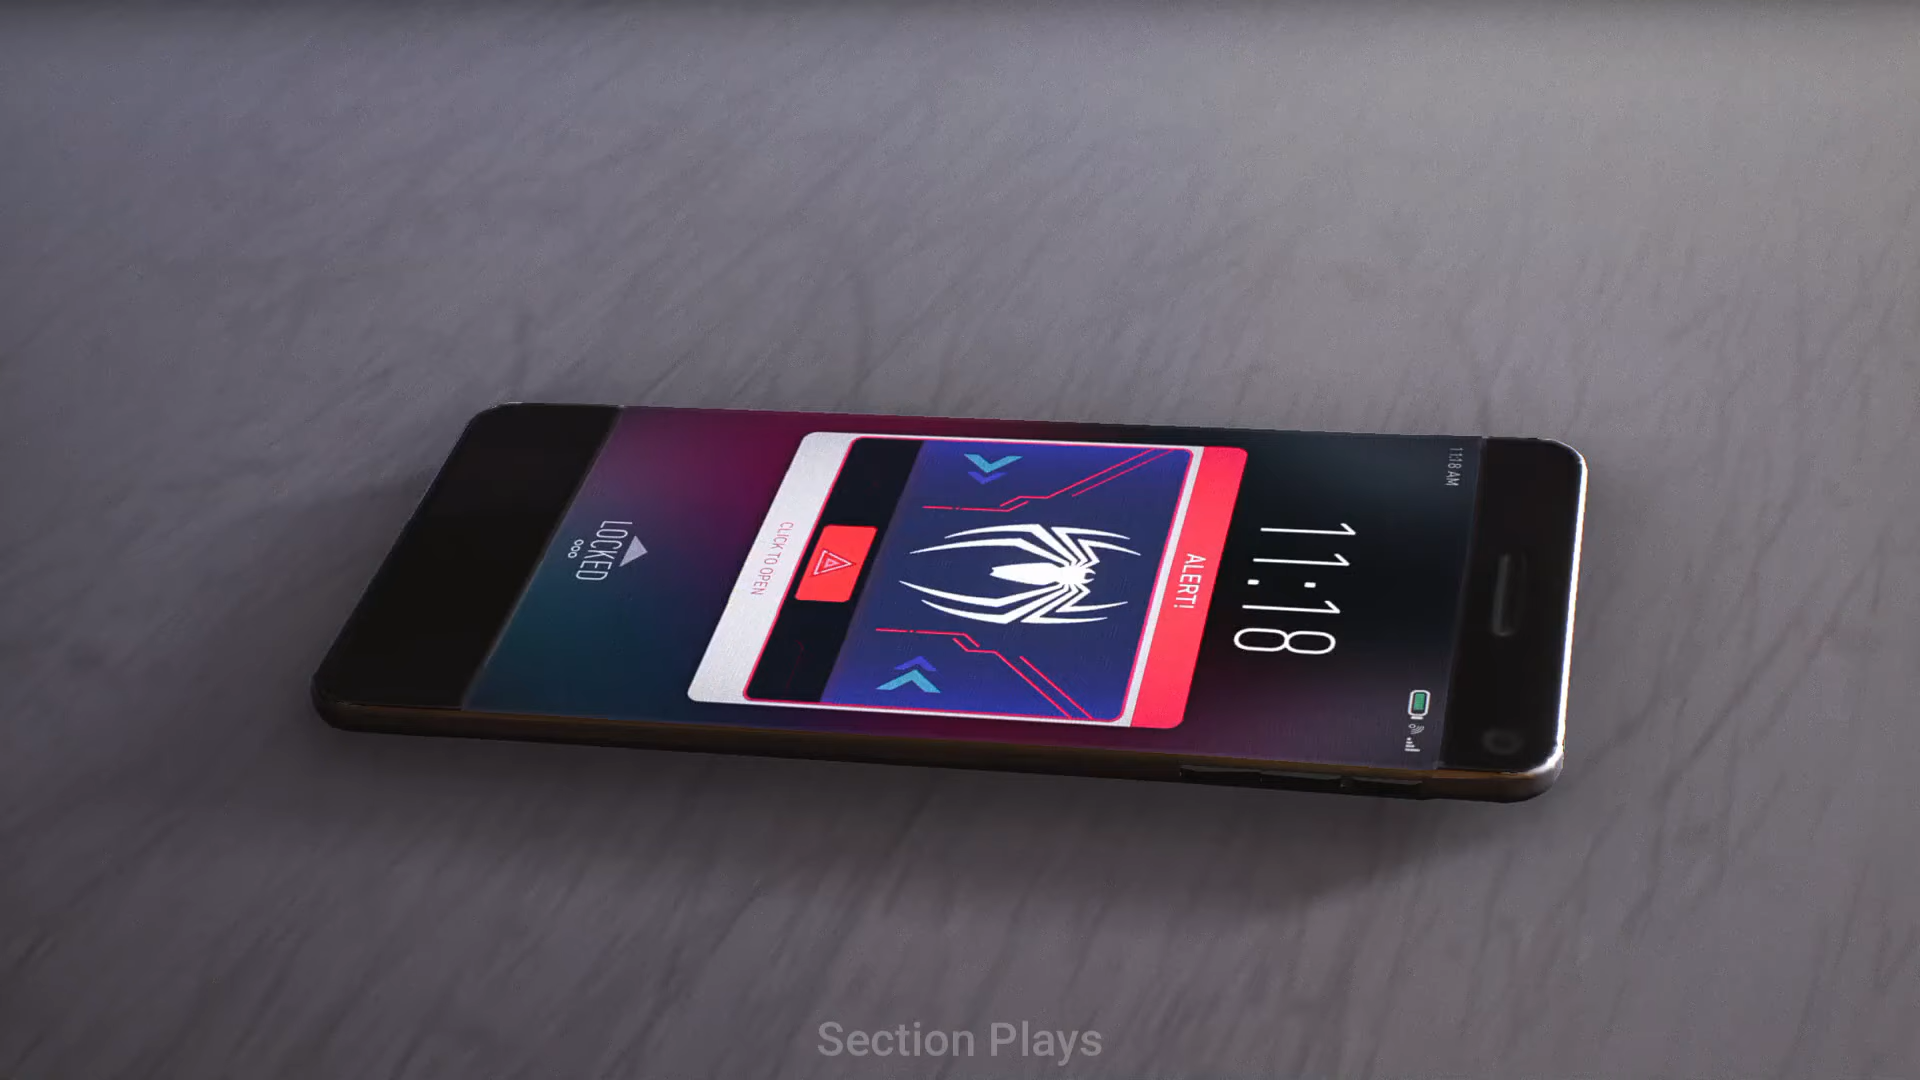 11:18 AM
11:18
ALERT!
CLICK TO OPEN
LOCKED
Section Plays